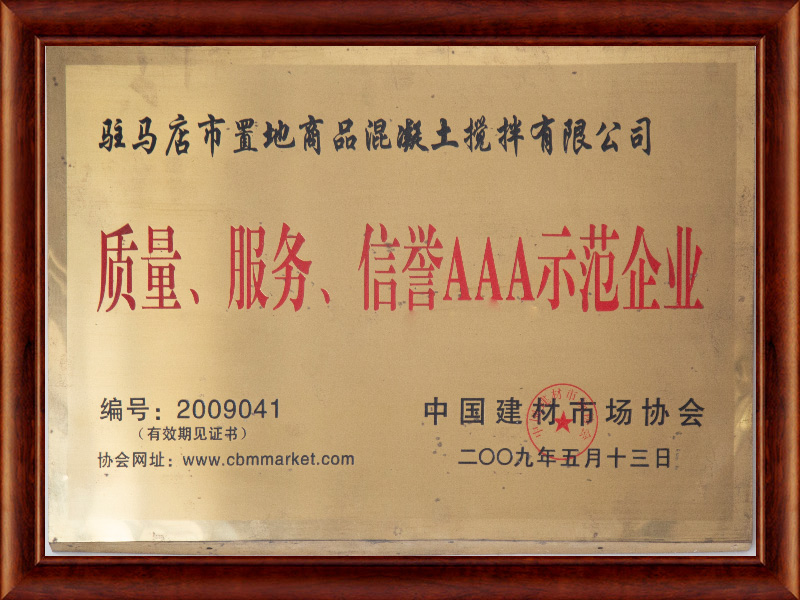 驻马店市置地商品混凝土搅拌有限公司
质量、服务、信誉AAA示范企业
编号：2009041
（有效期见证书）
协会网址：www.cbmmarket.com
中国建材市场协会
二〇〇九年五月十三日